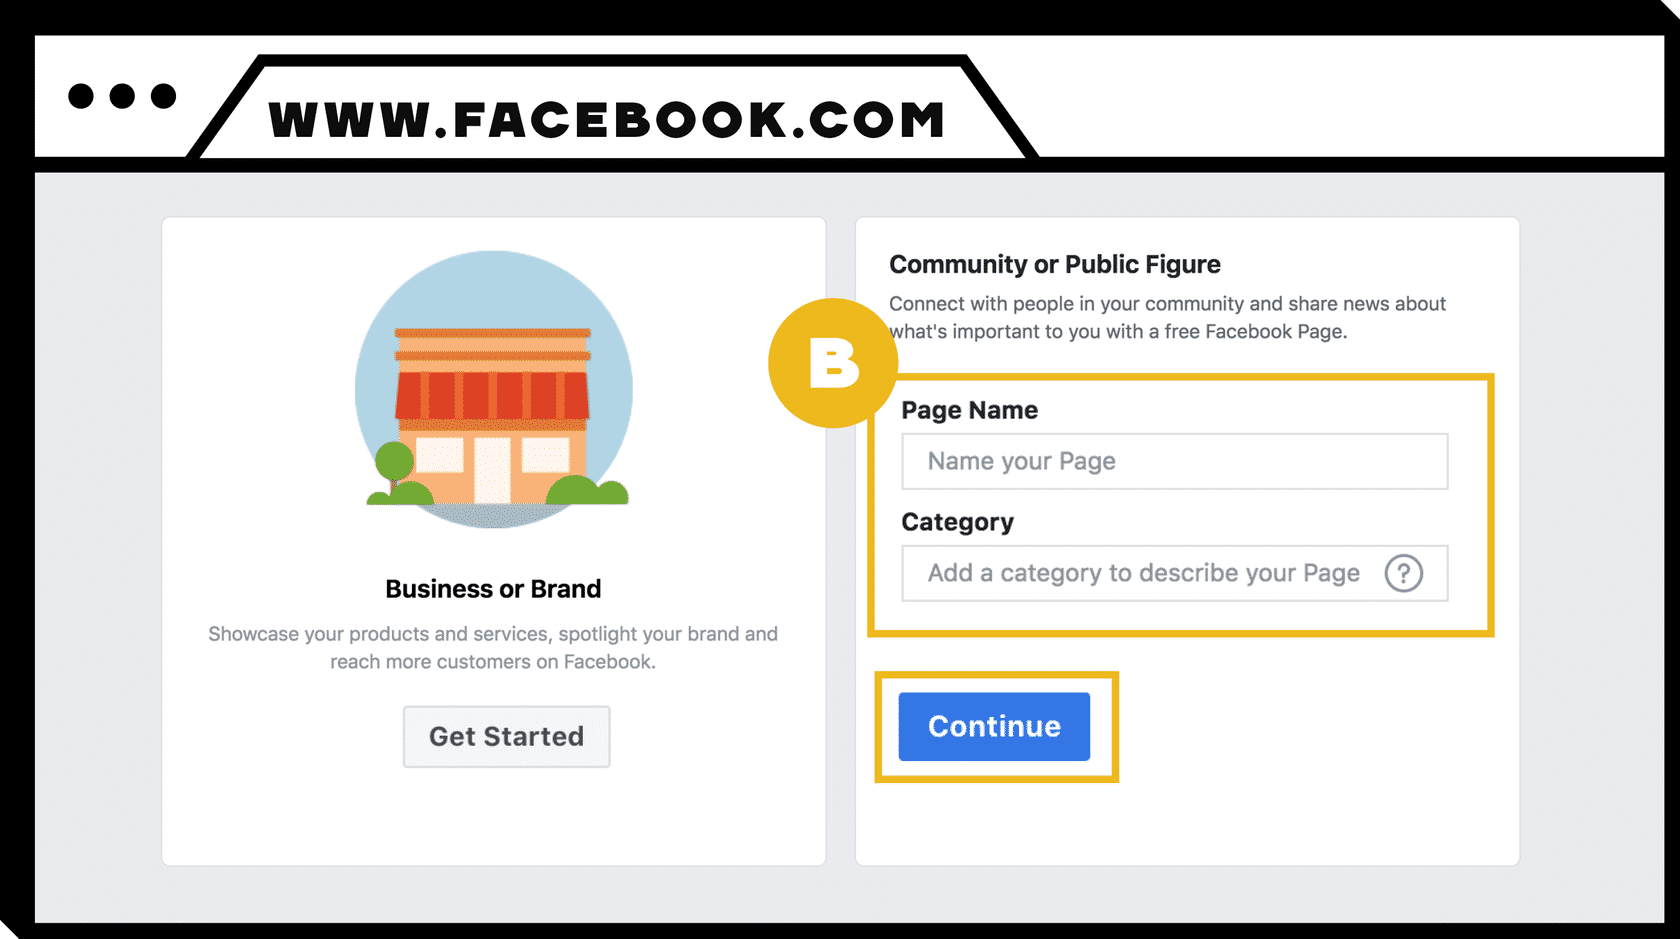 WWW.FACEBOOK.COM
Business or Brand
Showcase your products and services, spotlight your brand and
reach more customers on Facebook.
Get Started
B
Community or Public Figure
Connect with people in your community and share news about
what's important to you with a free Facebook Page.
Page Name
Name your Page
Category
Add a category to describe your Page ?
Continue